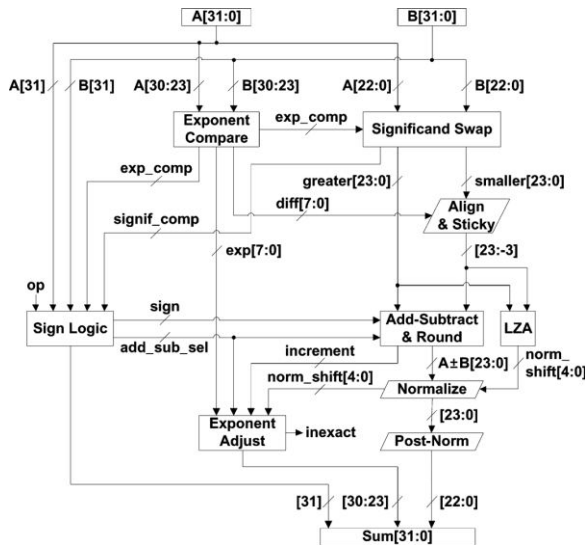 A[31:0]
B[31:0]
A[31]
B[31]
A[30:23]
B[30:23]
A[22:0]
B[22:0]
Exponent
Compare
exp_comp
Significand Swap
exp_comp
greater[23:0]
smaller[23:0]
diff[7:0]
Align
& Sticky
signif_comp
exp[7:0]
[23:-3]
op
Sign Logic
sign
add_sub_sel
Add-Subtract
& Round
LZA
increment
A±B[23:0]
norm_
shift[4:0]
norm_shift[4:0]
Normalize
Exponent
Adjust
inexact
[23:0]
Post-Norm
[31]
[30:23]
[22:0]
Sum[31:0]